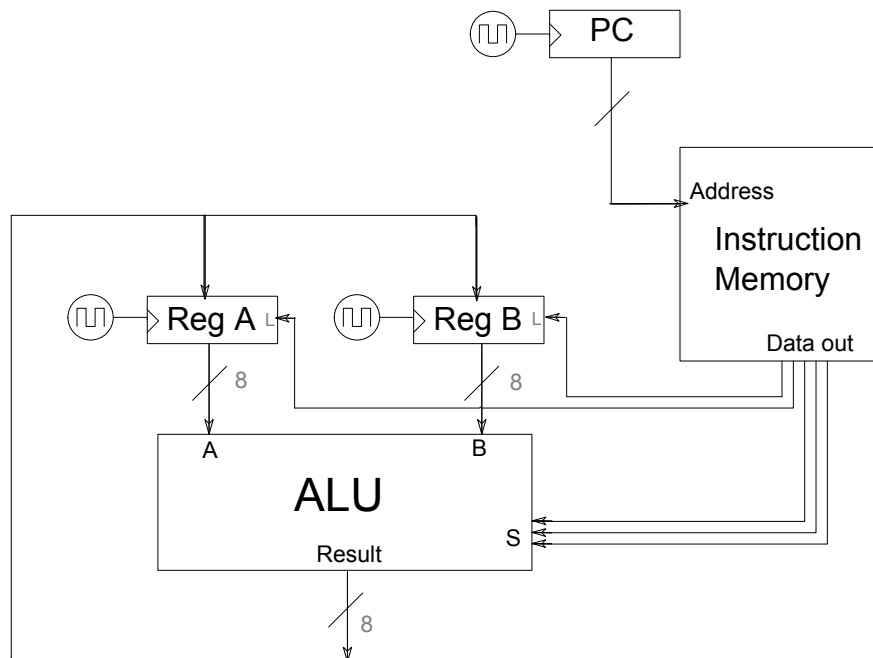 PC
Address
Instruction
Memory
Data out
Reg A L
Reg B L
8
8
A
B
ALU
S
Result
8